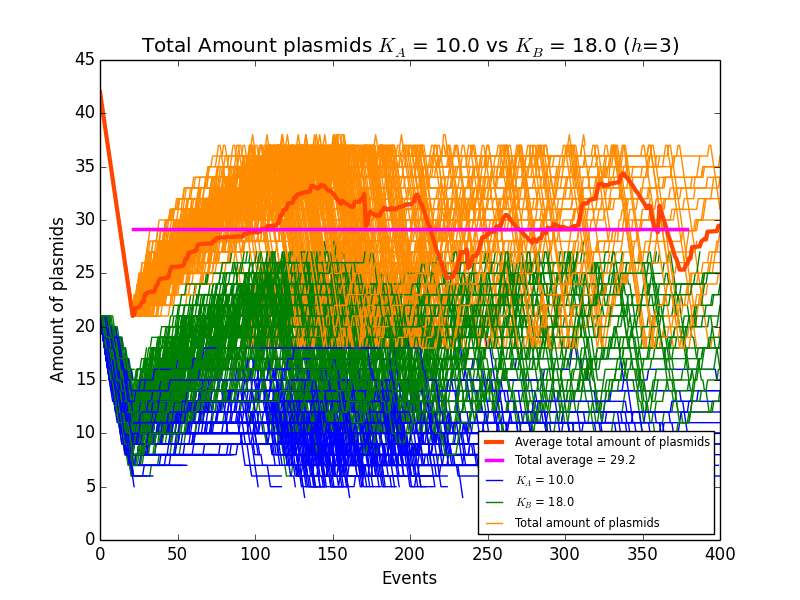 Total Amount plasmids K_A = 10.0 vs K_B = 18.0 (h=3)
45
40
35
30
25
20
15
10
5
0
Amount of plasmids
Average total amount of plasmids
Total average = 29.2
K_A = 10.0
K_B = 18.0
Total amount of plasmids
0 50 100 150 200 250 300 350 400
Events